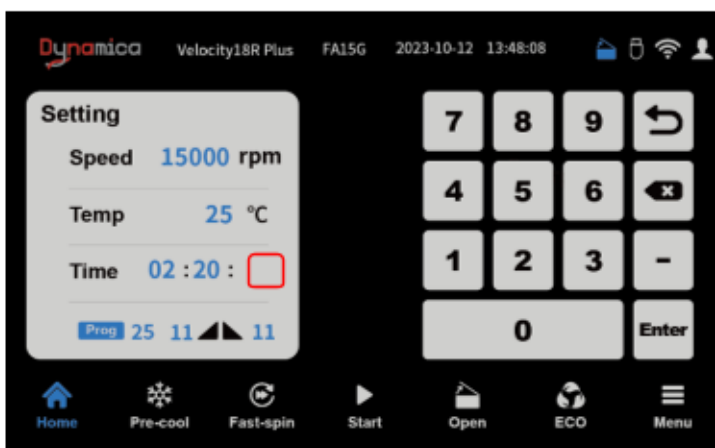 Dynamica Velocity18R Plus FA15G 2023-10-12 13:48:08
Setting
Speed 15000 rpm
Temp 25 °C
Time 02 : 20 :
Prog 25 11 11
7 8 9
4 5 6
1 2 3 -
0 Enter
Home Pre-cool Fast-spin Start Open ECO Menu